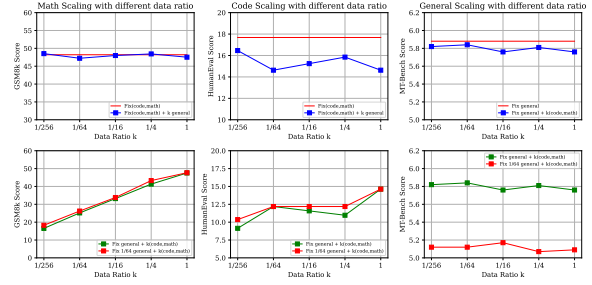 Math Scaling with different data ratio
GSM8k Score
60
55
50
45
40
35
30
Fix(code,math)
Fix(code,math) + k general
1/256
1/64
1/16
1/4
1
Data Ratio k
Code Scaling with different data ratio
HumanEval Score
20
18
16
14
12
10
Fix(code,math)
Fix(code,math) + k general
1/256
1/64
1/16
1/4
1
Data Ratio k
General Scaling with different data ratio
MT-Bench Score
6.2
6.0
5.8
5.6
5.4
5.2
5.0
Fix general
Fix general + k(code,math)
1/256
1/64
1/16
1/4
1
Data Ratio k
GSM8k Score
60
50
40
30
20
10
0
Fix general + k(code,math)
Fix 1/64 general + k(code,math)
1/256
1/64
1/16
1/4
1
Data Ratio k
HumanEval Score
20.0
17.5
15.0
12.5
10.0
7.5
5.0
Fix general + k(code,math)
Fix 1/64 general + k(code,math)
1/256
1/64
1/16
1/4
1
Data Ratio k
MT-Bench Score
6.2
6.0
5.8
5.6
5.4
5.2
5.0
Fix general + k(code,math)
Fix 1/64 general + k(code,math)
1/256
1/64
1/16
1/4
1
Data Ratio k